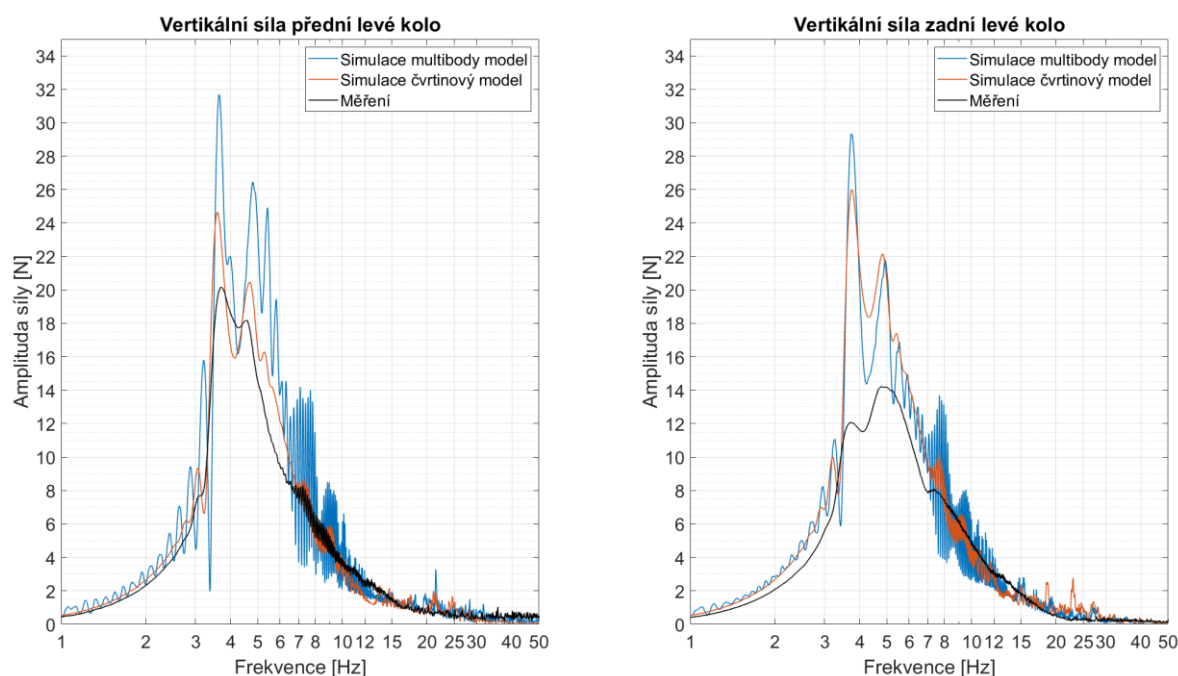 Vertikální síla přední levé kolo
Simulace multibody model
Simulace čvrtinový model
Měření
Amplituda síly [N]
34
32
30
28
26
24
22
20
18
16
14
12
10
8
6
4
2
0
1 2 3 4 5 6 7 8 10 12 15 20 25 30 40 50
Frekvence [Hz]
Vertikální síla zadní levé kolo
Simulace multibody model
Simulace čvrtinový model
Měření
Amplituda síly [N]
34
32
30
28
26
24
22
20
18
16
14
12
10
8
6
4
2
0
1 2 3 4 5 6 7 8 10 12 15 20 25 30 40 50
Frekvence [Hz]